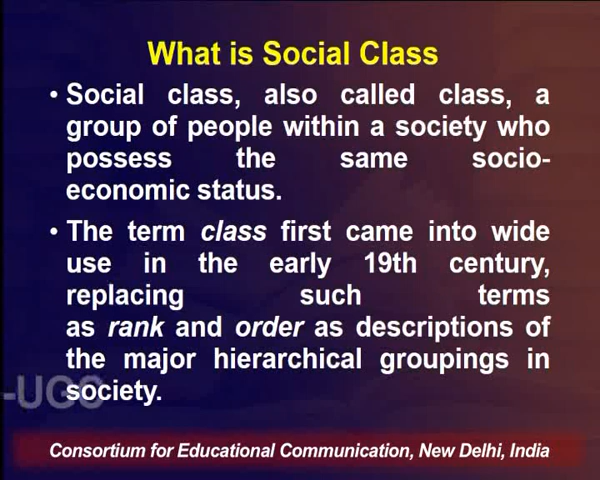 What is Social Class
• Social class, also called class, a
group of people within a society who
possess the same socio-
economic status.
• The term class first came into wide
use in the early 19th century,
replacing such terms
as rank and order as descriptions of
the major hierarchical groupings in
society.
-UGC
Consortium for Educational Communication, New Delhi, India